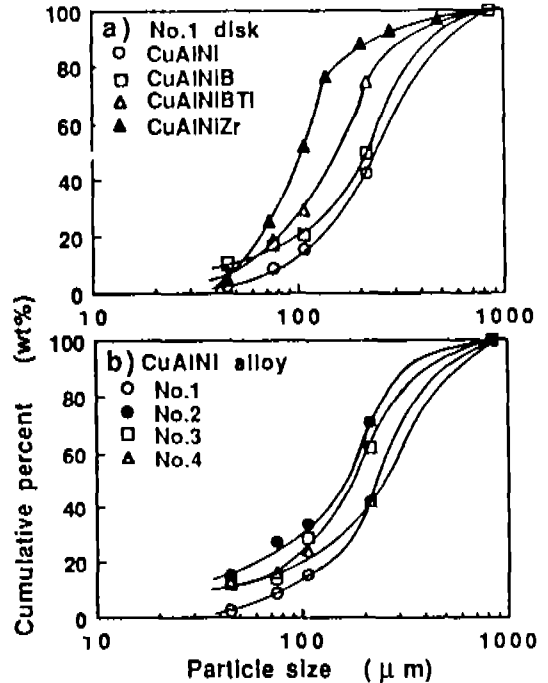 100
a) No.1 disk
CuAlNi
80
CuAlNiB
CuAlNiBTi
60
CuAlNiZr
40
20
0
10
100
1000
100
b) CuAlNi alloy
No.1
80
No.2
No.3
60
No.4
40
20
0
10
100
1000
Cumulative percent (wt%)
Particle size (μm)